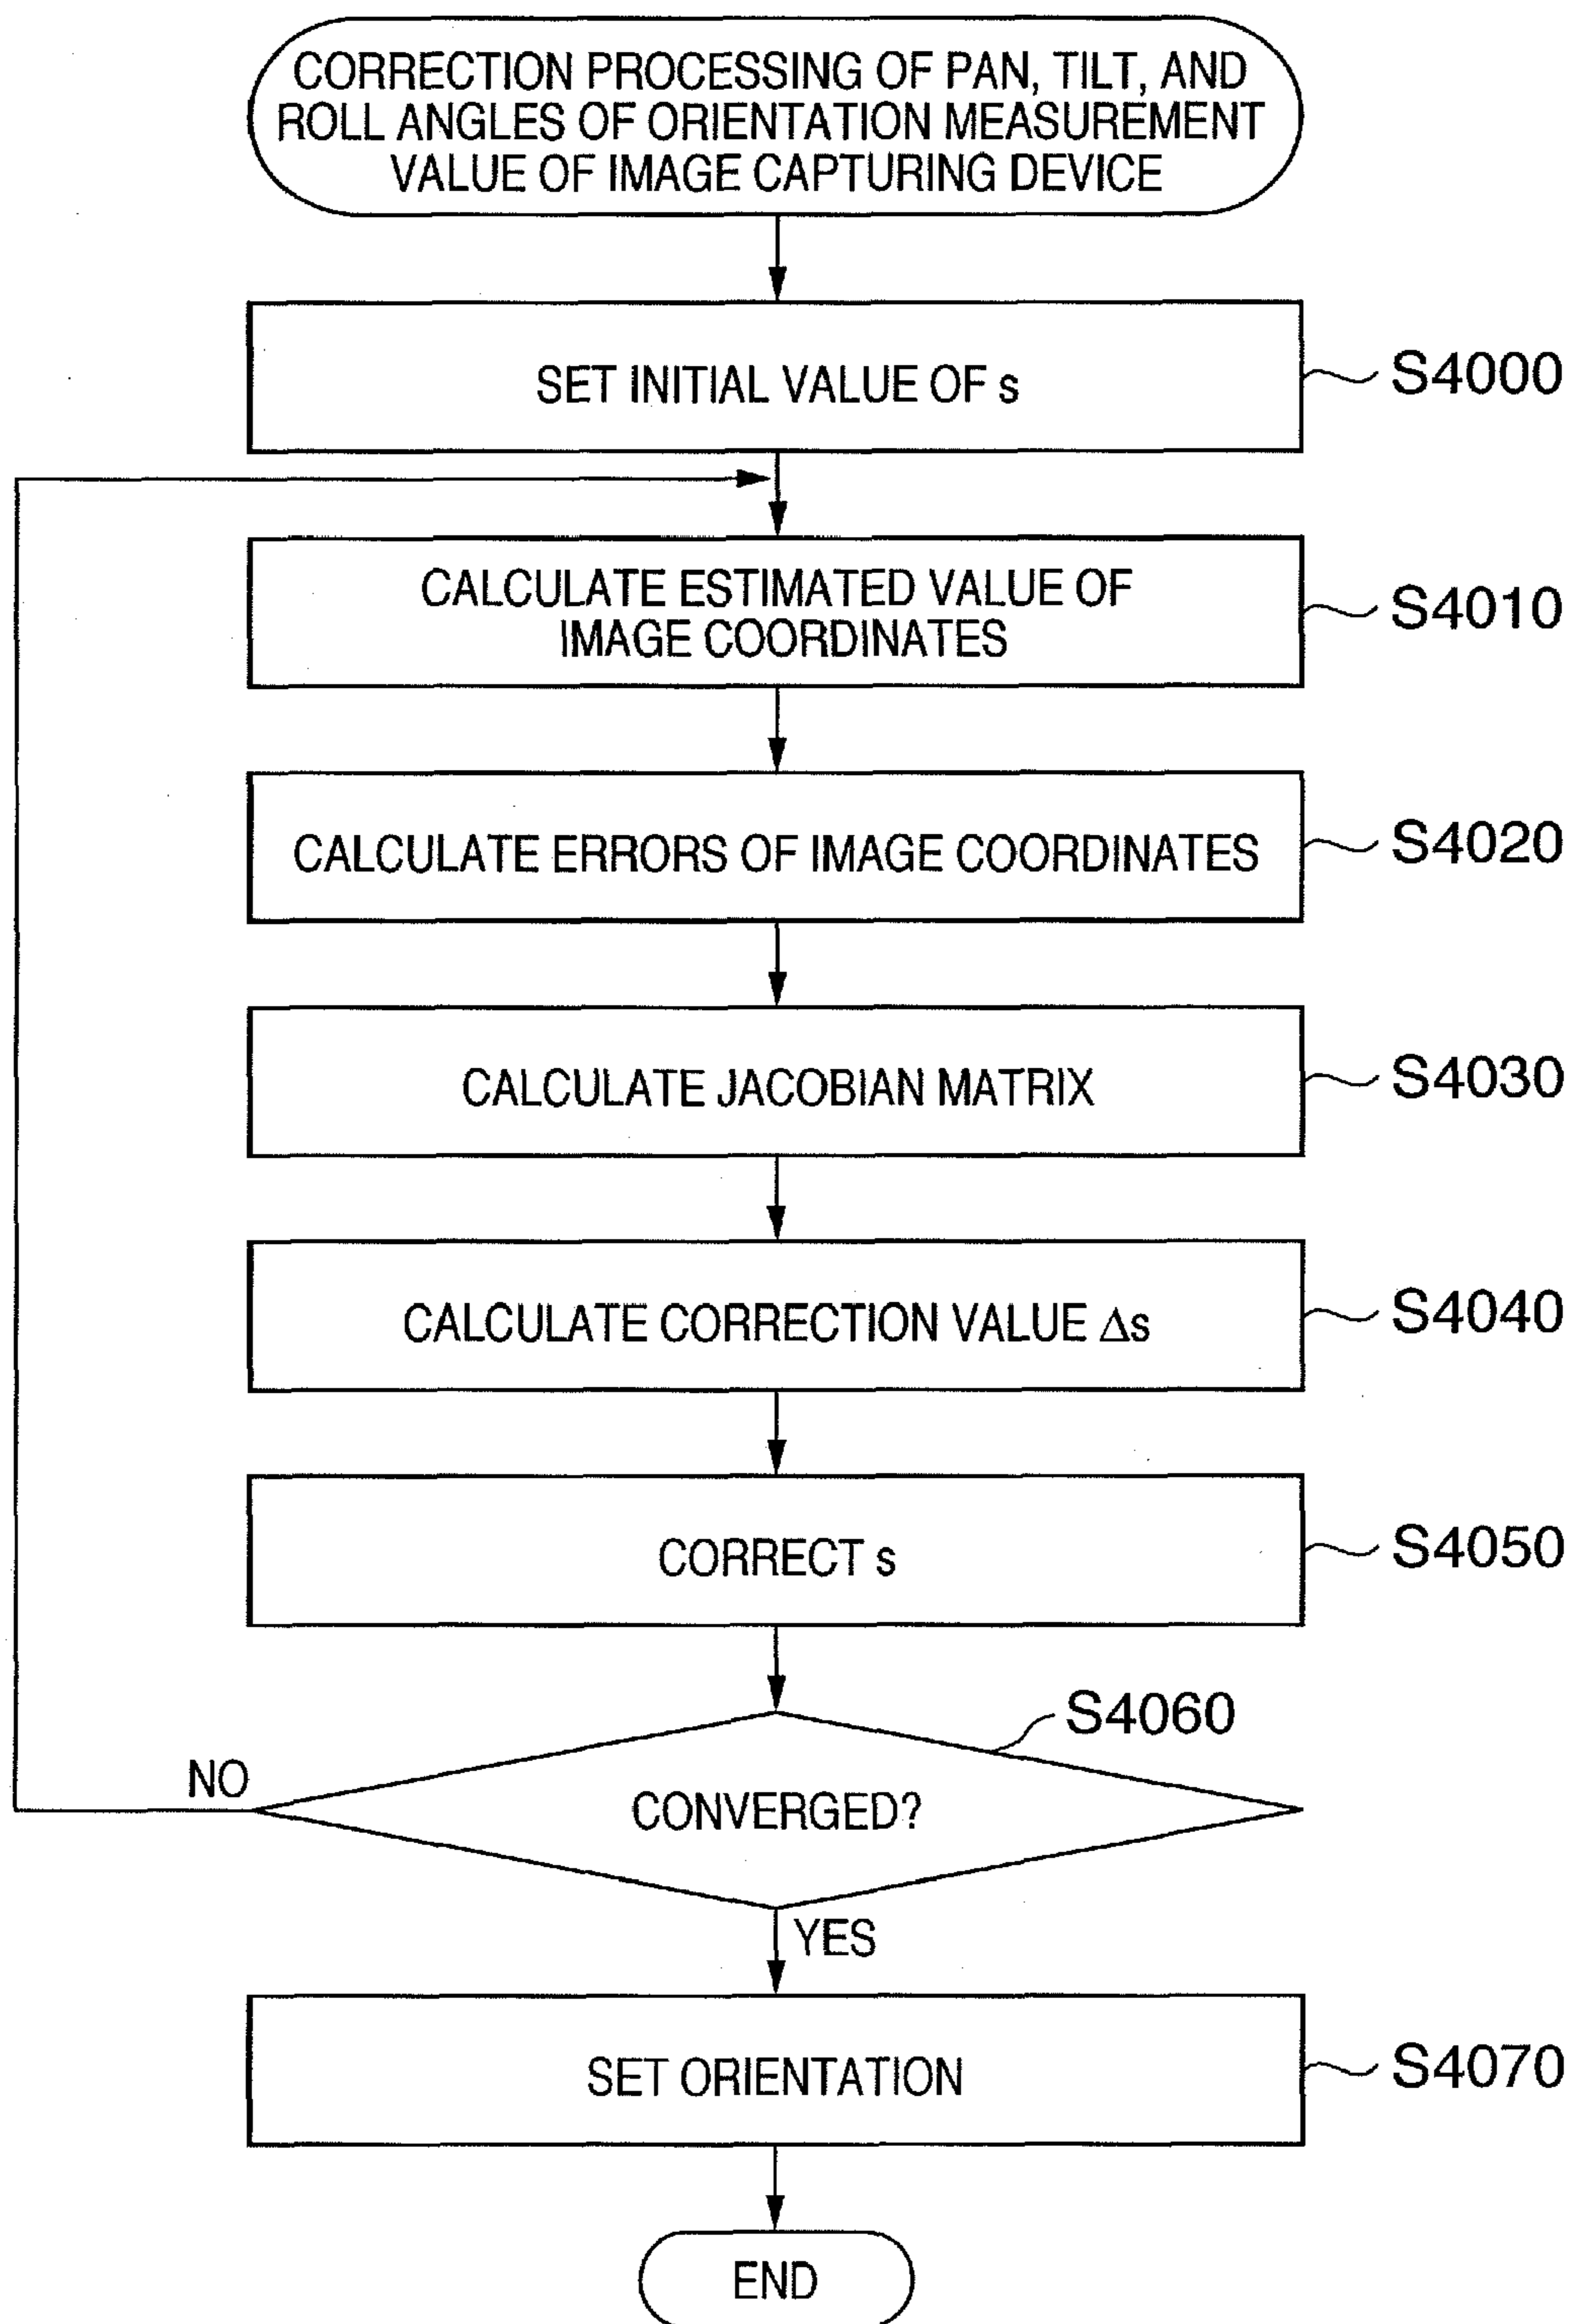 CORRECTION PROCESSING OF PAN, TILT, AND
ROLL ANGLES OF ORIENTATION MEASUREMENT
VALUE OF IMAGE CAPTURING DEVICE
SET INITIAL VALUE OF s
S4000
CALCULATE ESTIMATED VALUE OF
IMAGE COORDINATES
S4010
CALCULATE ERRORS OF IMAGE COORDINATES
S4020
CALCULATE JACOBIAN MATRIX
S4030
CALCULATE CORRECTION VALUE Δs
S4040
CORRECT s
S4050
S4060
NO
CONVERGED?
YES
SET ORIENTATION
S4070
END